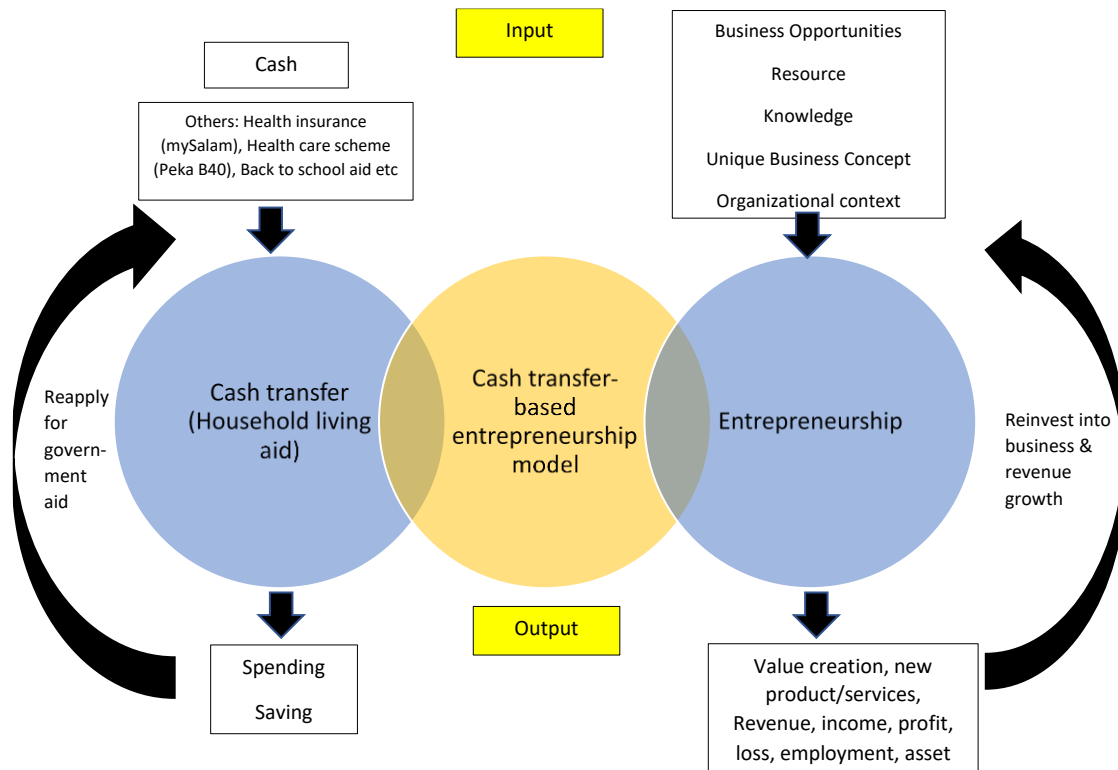 Input
Cash
Others: Health insurance
(mySalam), Health care scheme
(Peka B40), Back to school aid etc
Business Opportunities
Resource
Knowledge
Unique Business Concept
Organizational context
Reapply
for
govern-
ment
aid
Cash transfer
(Household living
aid)
Cash transfer-
based
entrepreneurship
model
Entrepreneurship
Reinvest into
business &
revenue
growth
Output
Spending
Saving
Value creation, new
product/services,
Revenue, income, profit,
loss, employment, asset